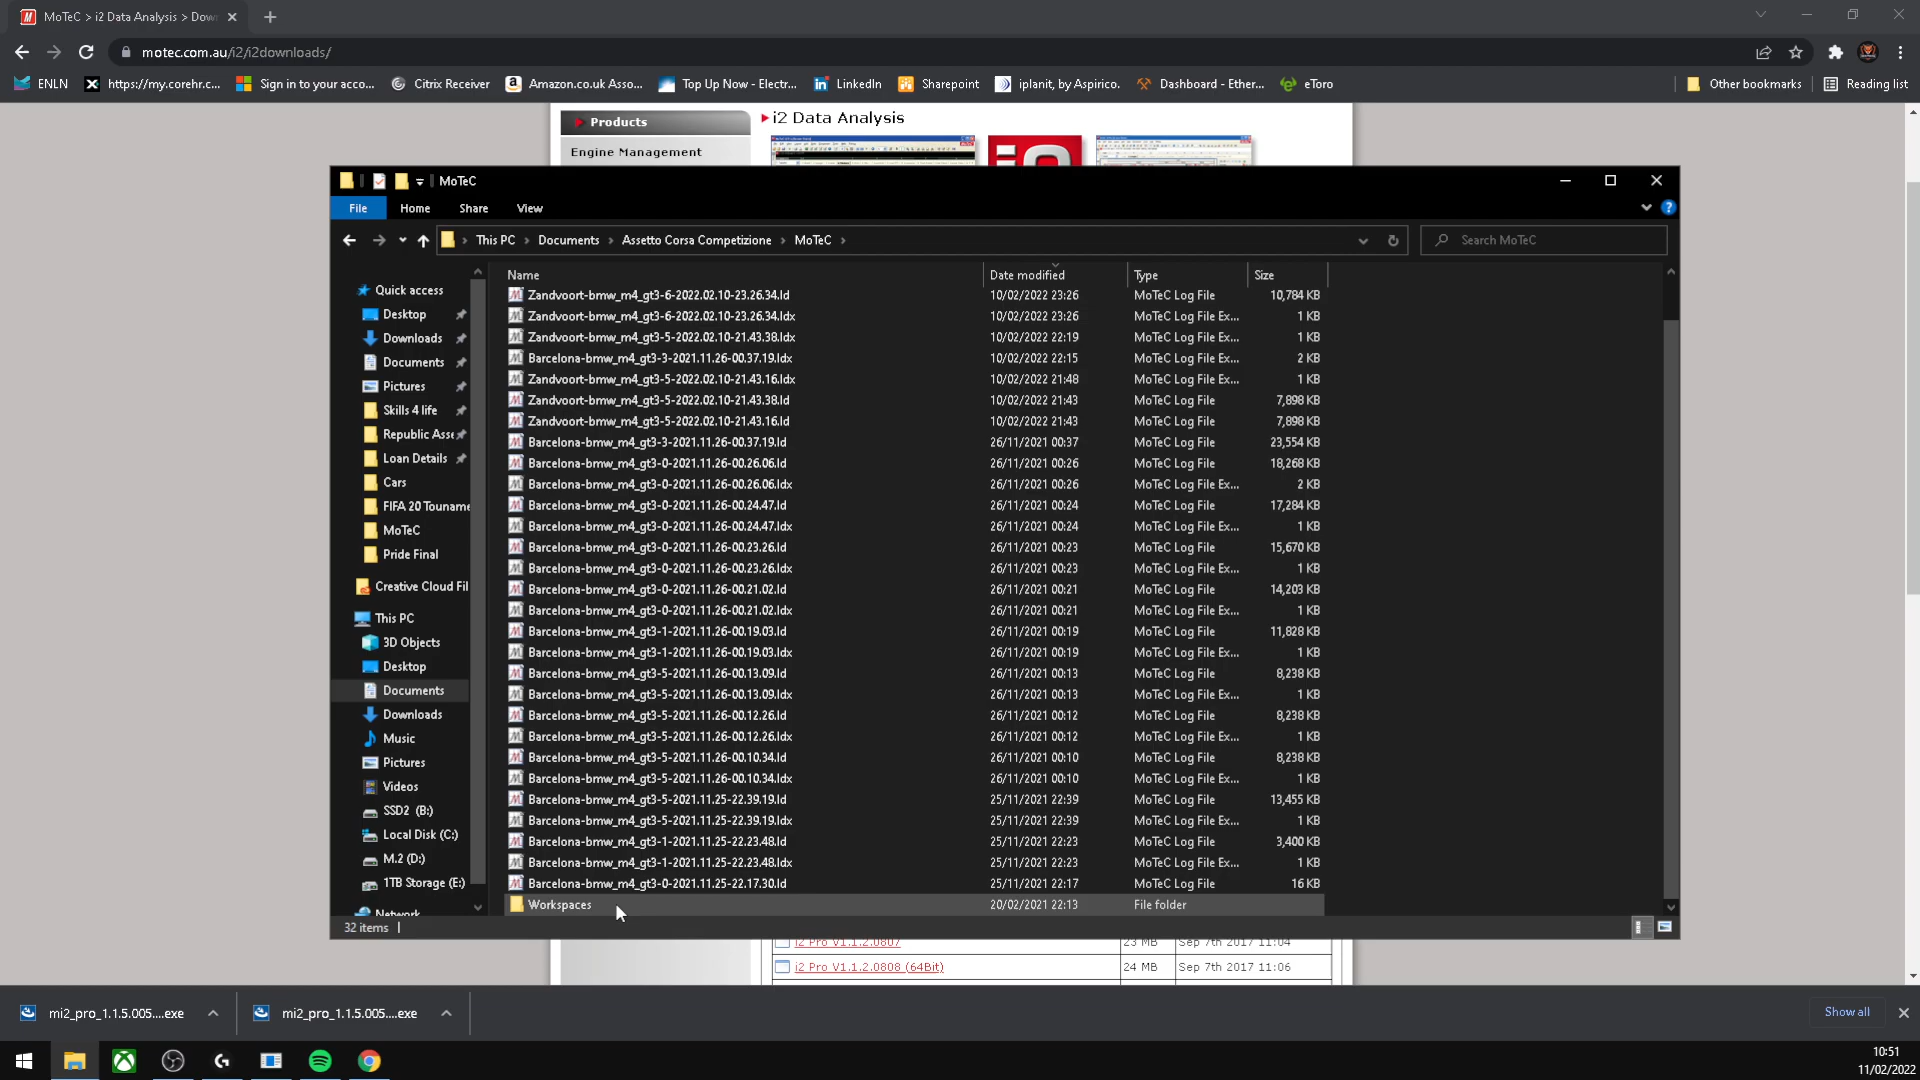 MoTeC > i2 Data Analysis > Dow
motec.com.au/i2/i2downloads/
ENLN
https://my.corehr.c...
Sign in to your acco...
Citrix Receiver
Amazon.co.uk Asso...
Top Up Now - Electr...
LinkedIn
Sharepoint
iplanit, by Aspirico.
Dashboard - Ether...
eToro
Other bookmarks
Reading list
Products
Engine Management
i2 Data Analysis
MoTeC
File Home Share View
This PC > Documents > Assetto Corsa Competizione > MoTeC >
Search MoTeC
Quick access
Desktop
Downloads
Documents
Pictures
Skills 4 life
Republic Asse
Loan Details
Cars
FIFA 20 Touname
MoTeC
Pride Final
Creative Cloud Fil
This PC
3D Objects
Desktop
Documents
Downloads
Music
Pictures
Videos
SSD2 (B:)
Local Disk (C:)
M.2 (D:)
1TB Storage (E:)
Network
Name Date modified Type Size
Zandvoort-bmw_m4_gt3-6-2022.02.10-23.26.34.ld 10/02/2022 23:26 MoTeC Log File 10,784 KB
Zandvoort-bmw_m4_gt3-6-2022.02.10-23.26.34.ldx 10/02/2022 23:26 MoTeC Log File Ex... 1 KB
Zandvoort-bmw_m4_gt3-5-2022.02.10-21.43.38.ldx 10/02/2022 22:19 MoTeC Log File Ex... 1 KB
Barcelona-bmw_m4_gt3-3-2021.11.26-00.37.19.ldx 10/02/2022 22:15 MoTeC Log File Ex... 2 KB
Zandvoort-bmw_m4_gt3-5-2022.02.10-21.43.16.ldx 10/02/2022 21:48 MoTeC Log File Ex... 1 KB
Zandvoort-bmw_m4_gt3-5-2022.02.10-21.43.38.ld 10/02/2022 21:43 MoTeC Log File 7,898 KB
Zandvoort-bmw_m4_gt3-5-2022.02.10-21.43.16.ld 10/02/2022 21:43 MoTeC Log File 7,898 KB
Barcelona-bmw_m4_gt3-3-2021.11.26-00.37.19.ld 26/11/2021 00:37 MoTeC Log File 23,554 KB
Barcelona-bmw_m4_gt3-0-2021.11.26-00.26.06.ld 26/11/2021 00:26 MoTeC Log File 18,268 KB
Barcelona-bmw_m4_gt3-0-2021.11.26-00.26.06.ldx 26/11/2021 00:26 MoTeC Log File Ex... 2 KB
Barcelona-bmw_m4_gt3-0-2021.11.26-00.24.47.ld 26/11/2021 00:24 MoTeC Log File 17,284 KB
Barcelona-bmw_m4_gt3-0-2021.11.26-00.24.47.ldx 26/11/2021 00:24 MoTeC Log File Ex... 1 KB
Barcelona-bmw_m4_gt3-0-2021.11.26-00.23.26.ld 26/11/2021 00:23 MoTeC Log File 15,670 KB
Barcelona-bmw_m4_gt3-0-2021.11.26-00.23.26.ldx 26/11/2021 00:23 MoTeC Log File Ex... 1 KB
Barcelona-bmw_m4_gt3-0-2021.11.26-00.21.02.ld 26/11/2021 00:21 MoTeC Log File 14,203 KB
Barcelona-bmw_m4_gt3-0-2021.11.26-00.21.02.ldx 26/11/2021 00:21 MoTeC Log File Ex... 1 KB
Barcelona-bmw_m4_gt3-1-2021.11.26-00.19.03.ld 26/11/2021 00:19 MoTeC Log File 11,828 KB
Barcelona-bmw_m4_gt3-1-2021.11.26-00.19.03.ldx 26/11/2021 00:19 MoTeC Log File Ex... 1 KB
Barcelona-bmw_m4_gt3-5-2021.11.26-00.13.09.ld 26/11/2021 00:13 MoTeC Log File 8,238 KB
Barcelona-bmw_m4_gt3-5-2021.11.26-00.13.09.ldx 26/11/2021 00:13 MoTeC Log File Ex... 1 KB
Barcelona-bmw_m4_gt3-5-2021.11.26-00.12.26.ld 26/11/2021 00:12 MoTeC Log File 8,238 KB
Barcelona-bmw_m4_gt3-5-2021.11.26-00.12.26.ldx 26/11/2021 00:12 MoTeC Log File Ex... 1 KB
Barcelona-bmw_m4_gt3-5-2021.11.26-00.10.34.ld 26/11/2021 00:10 MoTeC Log File 8,238 KB
Barcelona-bmw_m4_gt3-5-2021.11.26-00.10.34.ldx 26/11/2021 00:10 MoTeC Log File Ex... 1 KB
Barcelona-bmw_m4_gt3-5-2021.11.25-22.39.19.ld 25/11/2021 22:39 MoTeC Log File 13,455 KB
Barcelona-bmw_m4_gt3-5-2021.11.25-22.39.19.ldx 25/11/2021 22:39 MoTeC Log File Ex... 1 KB
Barcelona-bmw_m4_gt3-1-2021.11.25-22.23.48.ld 25/11/2021 22:23 MoTeC Log File 3,400 KB
Barcelona-bmw_m4_gt3-1-2021.11.25-22.23.48.ldx 25/11/2021 22:23 MoTeC Log File Ex... 1 KB
Barcelona-bmw_m4_gt3-0-2021.11.25-22.17.30.ld 25/11/2021 22:17 MoTeC Log File 16 KB
Workspaces 20/02/2021 22:13 File folder
32 items
i2 Pro V1.1.2.0807 23 MB Sep 7th 2017 11:04
i2 Pro V1.1.2.0808 (64Bit) 24 MB Sep 7th 2017 11:06
mi2_pro_1.1.5.005....exe
mi2_pro_1.1.5.005....exe
Show all
10:51
11/02/2022